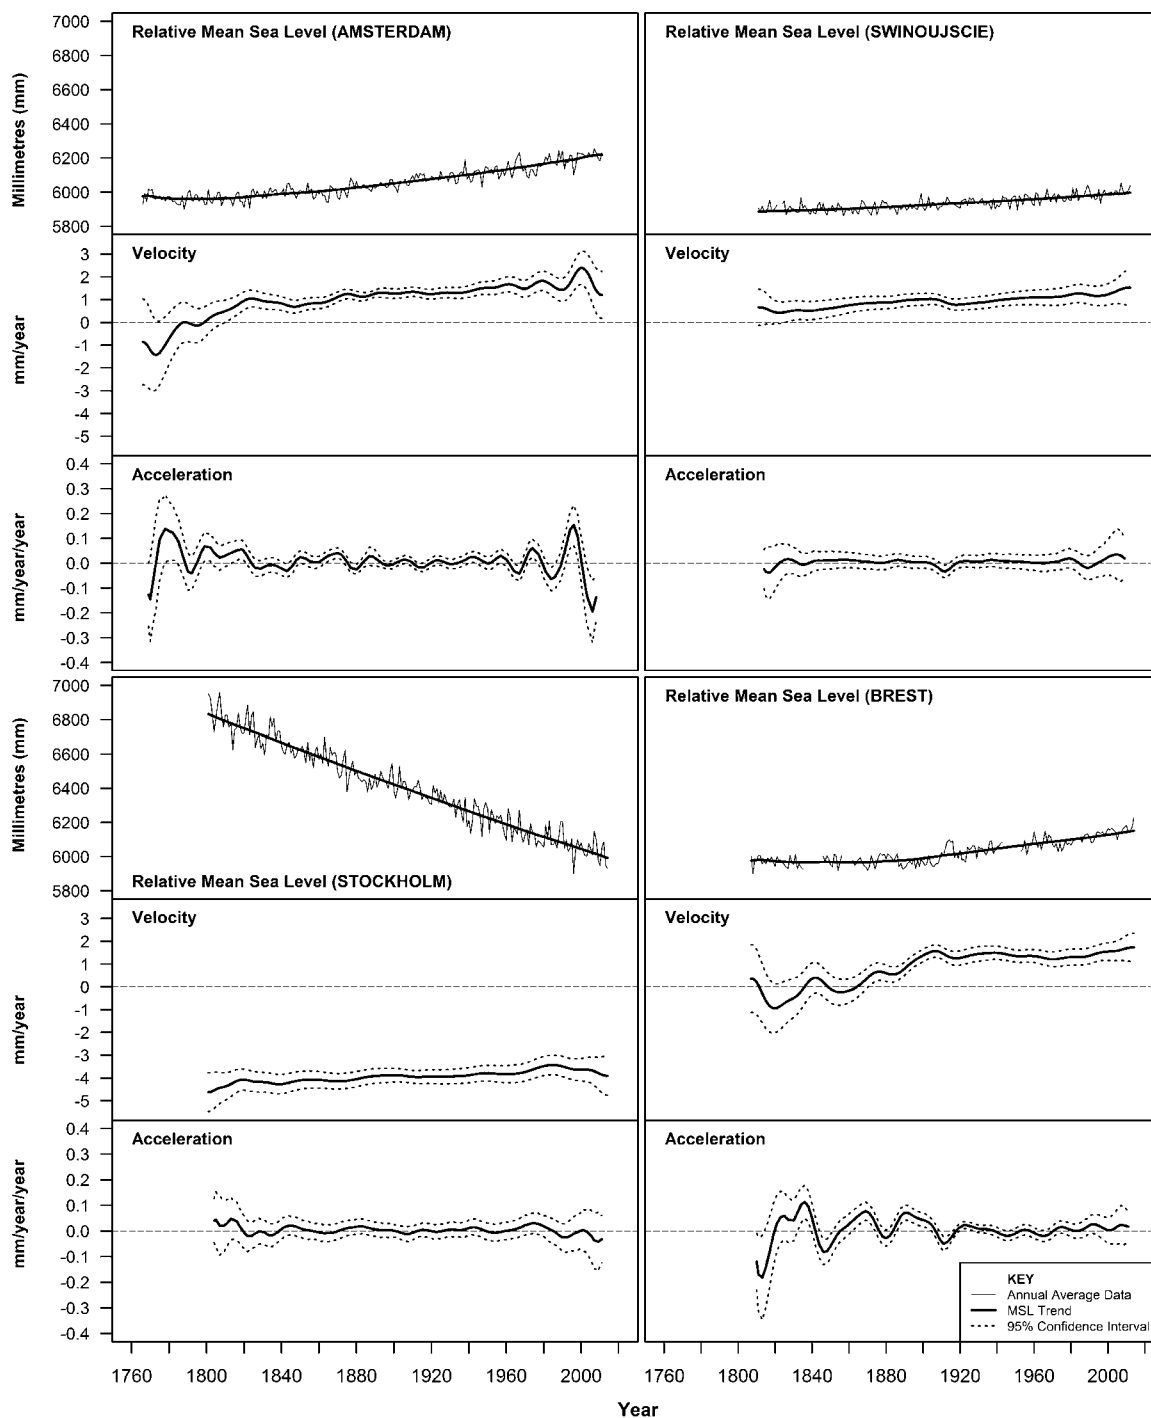 Relative Mean Sea Level (AMSTERDAM)
Relative Mean Sea Level (SWINOUJSCIE)
Millimetres (mm)
7000
6800
6600
6400
6200
6000
5800
Velocity
Velocity
mm/year
3
2
1
0
-1
-2
-3
-4
-5
Acceleration
Acceleration
mm/year/year
0.4
0.3
0.2
0.1
0.0
-0.1
-0.2
-0.3
-0.4
Relative Mean Sea Level (STOCKHOLM)
Relative Mean Sea Level (BREST)
Millimetres (mm)
7000
6800
6600
6400
6200
6000
5800
Velocity
Velocity
mm/year
3
2
1
0
-1
-2
-3
-4
-5
Acceleration
Acceleration
mm/year/year
0.4
0.3
0.2
0.1
0.0
-0.1
-0.2
-0.3
-0.4
KEY
Annual Average Data
MSL Trend
95% Confidence Interval
1760 1800 1840 1880 1920 1960 2000
1760 1800 1840 1880 1920 1960 2000
Year